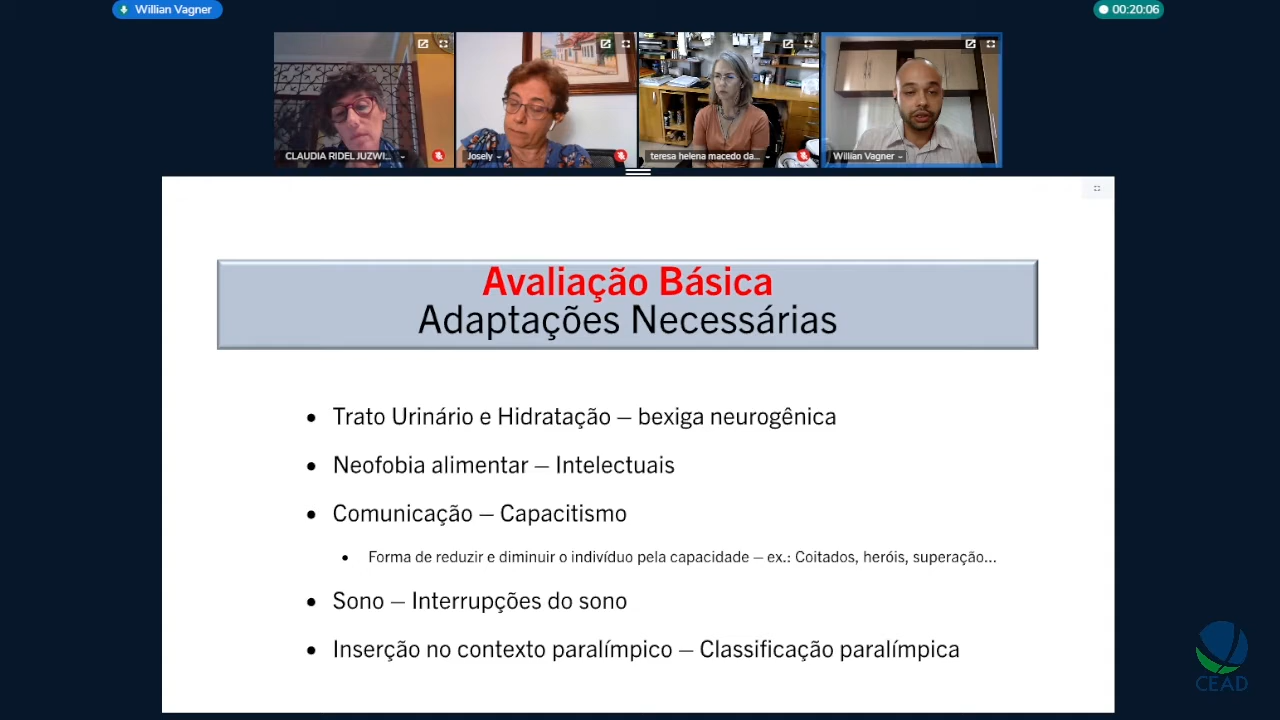 Willian Vagner
00:20:06
CLAUDIA RIDEL JUZWI...
Josely
teresa helena macedo da...
Willian Vagner
Avaliação Básica
Adaptações Necessárias
• Trato Urinário e Hidratação – bexiga neurogênica
• Neofobia alimentar – Intelectuais
• Comunicação – Capacitismo
• Forma de reduzir e diminuir o indivíduo pela capacidade – ex.: Coitados, heróis, superação...
• Sono – Interrupções do sono
• Inserção no contexto paralímpico – Classificação paralímpica
CEAD